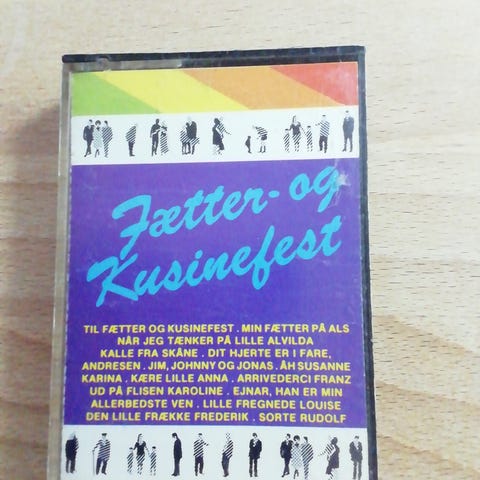 Fætter- og
Kusinefest
TIL FÆTTER OG KUSINEFEST . MIN FÆTTER PÅ ALS
NÅR JEG TÆNKER PÅ LILLE ALVILDA
KALLE FRA SKÅNE . DIT HJERTE ER I FARE,
ANDRESEN . JIM, JOHNNY OG JONAS . ÅH SUSANNE
KARINA . KÆRE LILLE ANNA . ARRIVEDERCI FRANZ
UD PÅ FLISEN KAROLINE . EJNAR, HAN ER MIN
ALLERBEDSTE VEN . LILLE FREGNEDE LOUISE
DEN LILLE FRÆKKE FREDERIK . SORTE RUDOLF